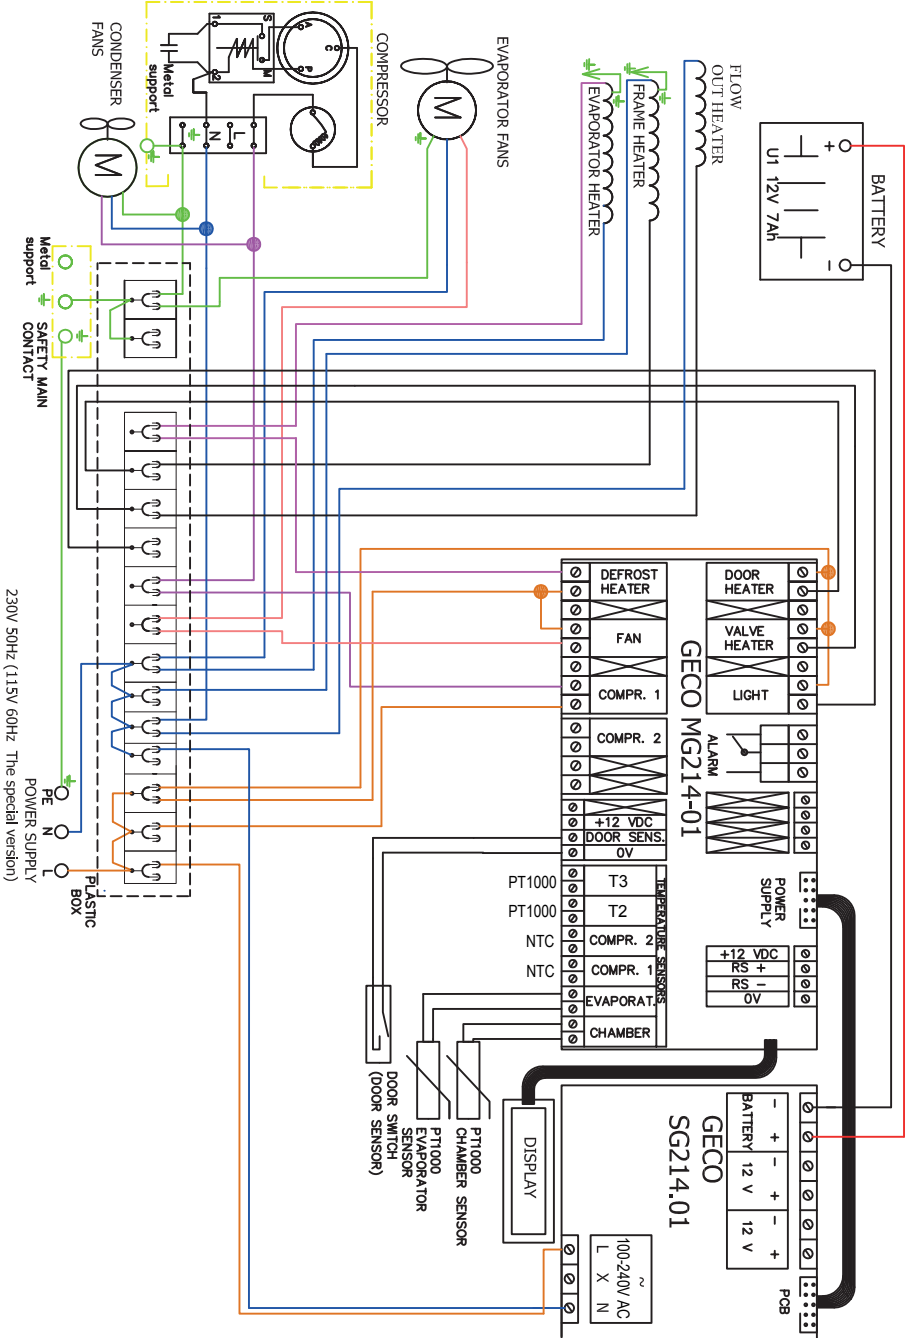 CONDENSER
FANS
COMPRESSOR
EVAPORATOR FANS
S
1
A
C
P
2
M
Metal
support
N
L
M
M
EVAPORATOR HEATER
FRAME HEATER
FLOW
OUT HEATER
BATTERY
+
−
U1 12V 7Ah
Metal
support
SAFETY MAIN
CONTACT
GECO MG214-01
DEFROST
HEATER
FAN
COMPR. 1
COMPR. 2
+12 VDC
DOOR SENS.
0V
T3
T2
COMPR. 2
COMPR. 1
EVAPORAT.
CHAMBER
TEMPERATURE SENSORS
PT1000
PT1000
NTC
NTC
DOOR
HEATER
VALVE
HEATER
LIGHT
ALARM
POWER
SUPPLY
+12 VDC
RS +
RS −
0V
PE
N
L
POWER SUPPLY
230V 50Hz (115V 60Hz The special version)
PLASTIC
BOX
DOOR SWITCH
(DOOR SENSOR)
PT1000
EVAPORATOR
SENSOR
PT1000
CHAMBER SENSOR
DISPLAY
GECO
SG214.01
− +
BATTERY
− +
12 V
− +
12 V
PCB
~
100-240V AC
L X N